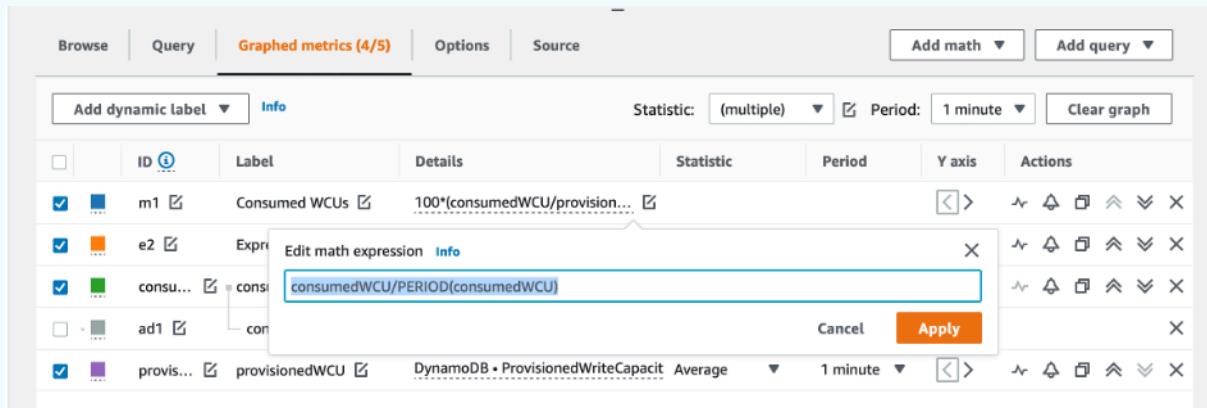 Browse Query Graphed metrics (4/5) Options Source Add math ▼ Add query ▼
Add dynamic label ▼ Info Statistic: (multiple) ▼ Period: 1 minute ▼ Clear graph
ID Label Details Statistic Period Y axis Actions
m1 Consumed WCUs 100*(consumedWCU/provision...
e2 Expre
Edit math expression Info
consu... cons
consumedWCU/PERIOD(consumedWCU)
ad1 con
Cancel Apply
provis... provisionedWCU DynamoDB • ProvisionedWriteCapacit Average ▼ 1 minute ▼